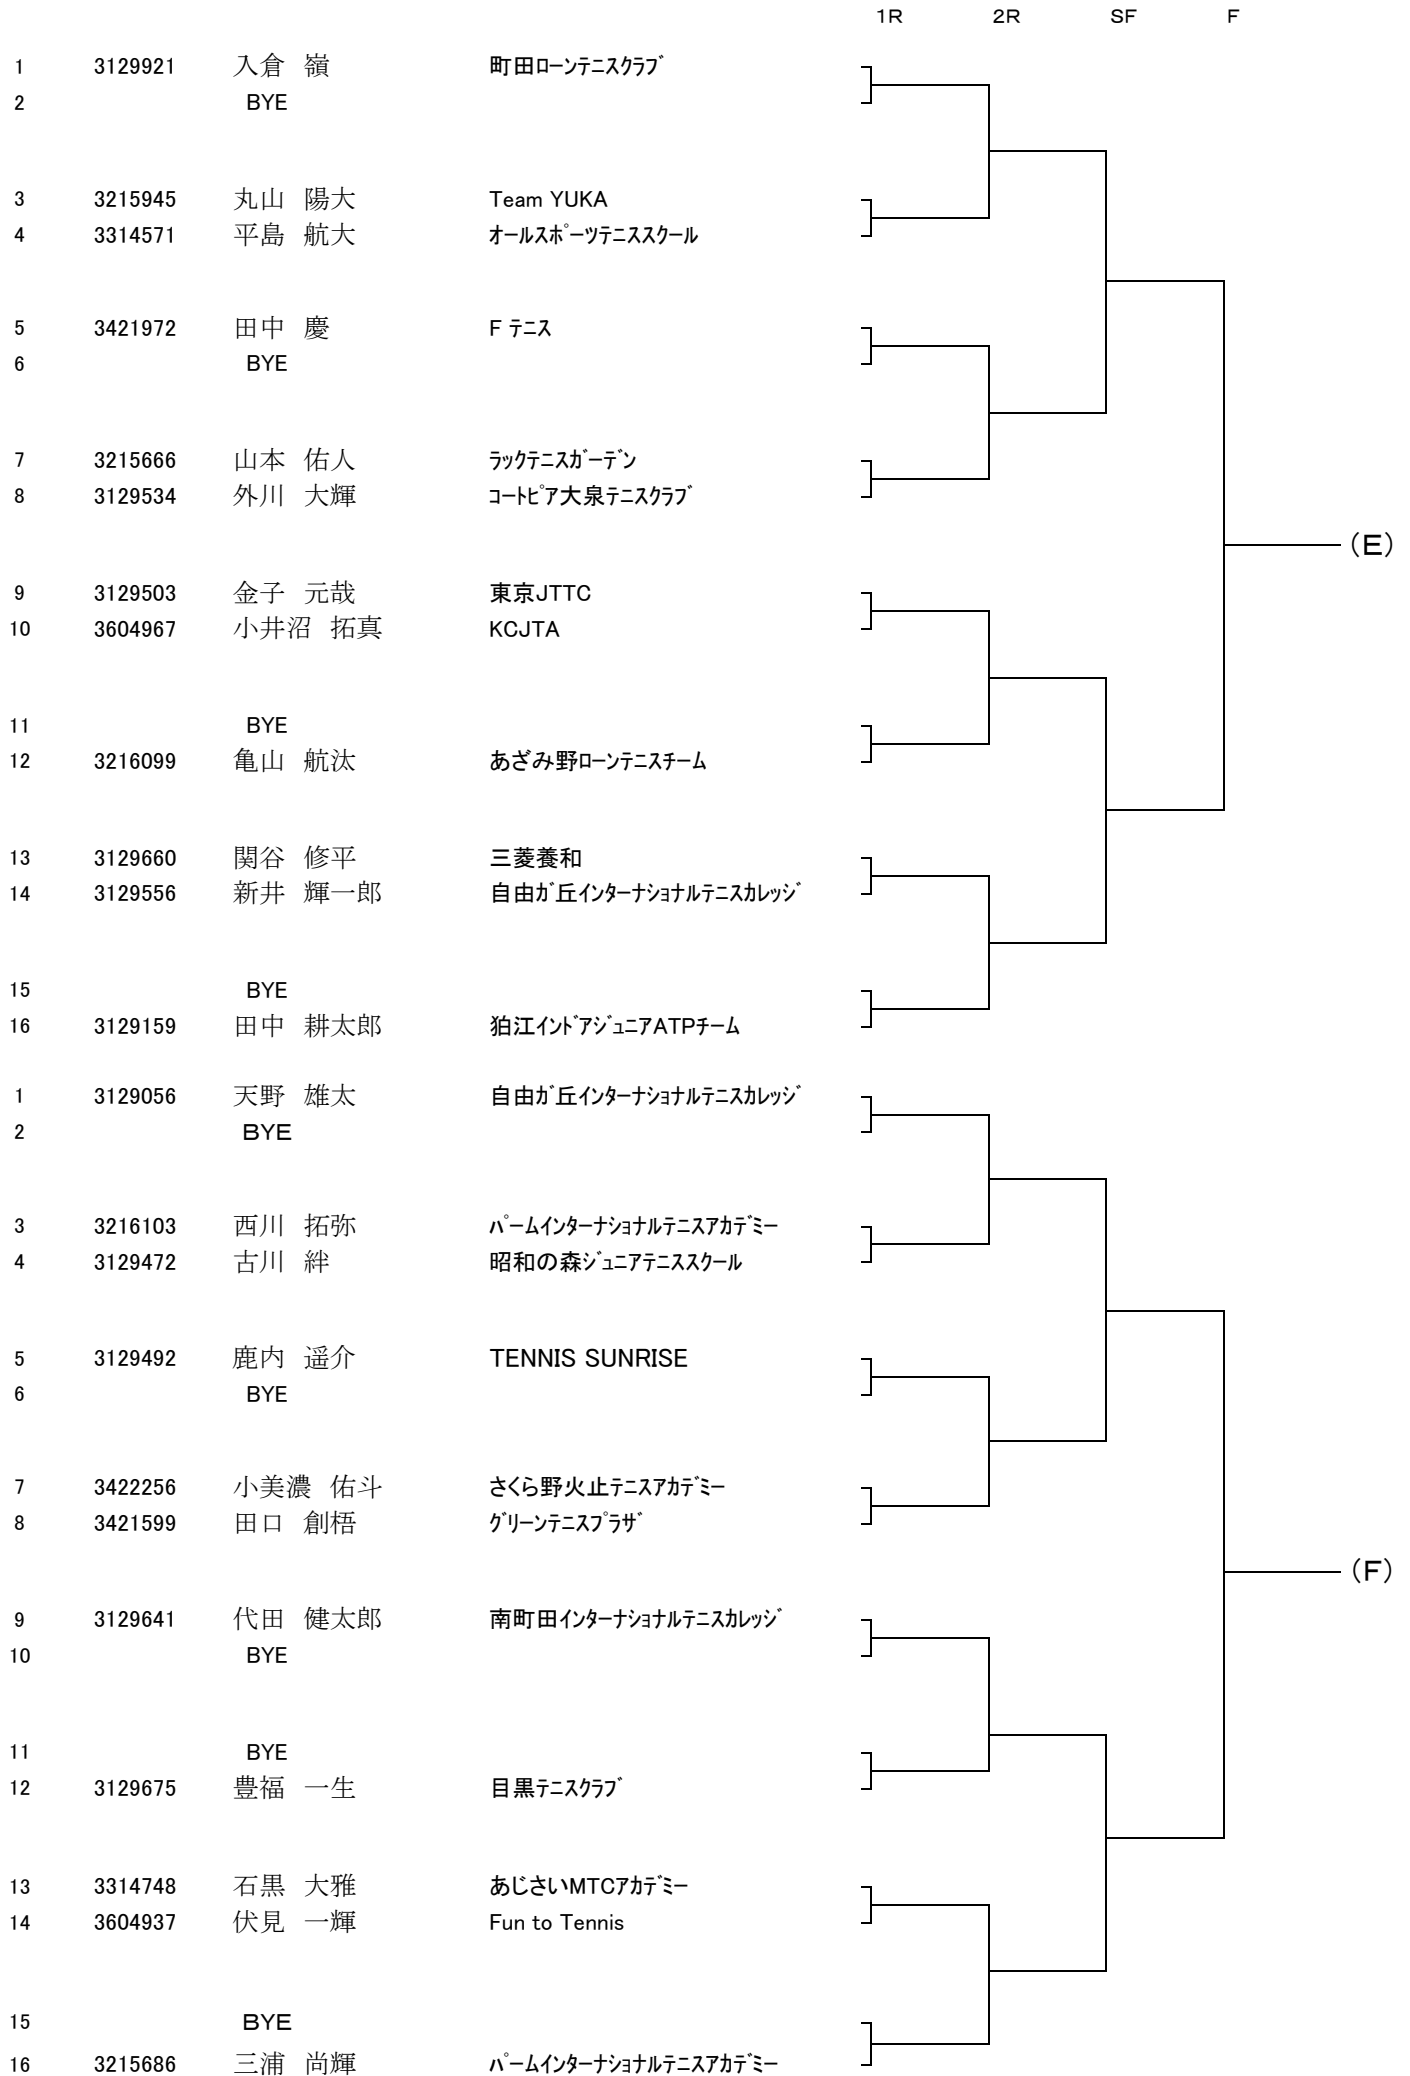 1R 2R SF F
1 3129921 入倉 嶺 町田ﾛｰﾝﾃﾆｽｸﾗﾌﾞ
2 BYE
3 3215945 丸山 陽大 Team YUKA
4 3314571 平島 航大 ｵｰﾙｽﾎﾟｰﾂﾃﾆｽｽｸｰﾙ
5 3421972 田中 慶 F ﾃﾆｽ
6 BYE
7 3215666 山本 佑人 ﾗｯｸﾃﾆｽｶﾞｰﾃﾞﾝ
8 3129534 外川 大輝 ｺｰﾄﾋﾟｱ大泉ﾃﾆｽｸﾗﾌﾞ
(E)
9 3129503 金子 元哉 東京JTTC
10 3604967 小井沼 拓真 KCJTA
11 BYE
12 3216099 亀山 航汰 あざみ野ﾛｰﾝﾃﾆｽﾁｰﾑ
13 3129660 関谷 修平 三菱養和
14 3129556 新井 輝一郎 自由ｶﾞ丘ｲﾝﾀｰﾅｼｮﾅﾙﾃﾆｽｶﾚｯｼﾞ
15 BYE
16 3129159 田中 耕太郎 狛江ｲﾝﾄﾞｱｼﾞｭﾆｱATPﾁｰﾑ
1 3129056 天野 雄太 自由ｶﾞ丘ｲﾝﾀｰﾅｼｮﾅﾙﾃﾆｽｶﾚｯｼﾞ
2 BYE
3 3216103 西川 拓弥 ﾊﾟｰﾑｲﾝﾀｰﾅｼｮﾅﾙﾃﾆｽｱｶﾃﾞﾐｰ
4 3129472 古川 絆 昭和の森ｼﾞｭﾆｱﾃﾆｽｽｸｰﾙ
5 3129492 鹿内 遥介 TENNIS SUNRISE
6 BYE
7 3422256 小美濃 佑斗 さくら野火止ﾃﾆｽｱｶﾃﾞﾐｰ
8 3421599 田口 創梧 ｸﾞﾘｰﾝﾃﾆｽﾌﾟﾗｻﾞ
(F)
9 3129641 代田 健太郎 南町田ｲﾝﾀｰﾅｼｮﾅﾙﾃﾆｽｶﾚｯｼﾞ
10 BYE
11 BYE
12 3129675 豊福 一生 目黒ﾃﾆｽｸﾗﾌﾞ
13 3314748 石黒 大雅 あじさいMTCｱｶﾃﾞﾐｰ
14 3604937 伏見 一輝 Fun to Tennis
15 BYE
16 3215686 三浦 尚輝 ﾊﾟｰﾑｲﾝﾀｰﾅｼｮﾅﾙﾃﾆｽｱｶﾃﾞﾐｰ